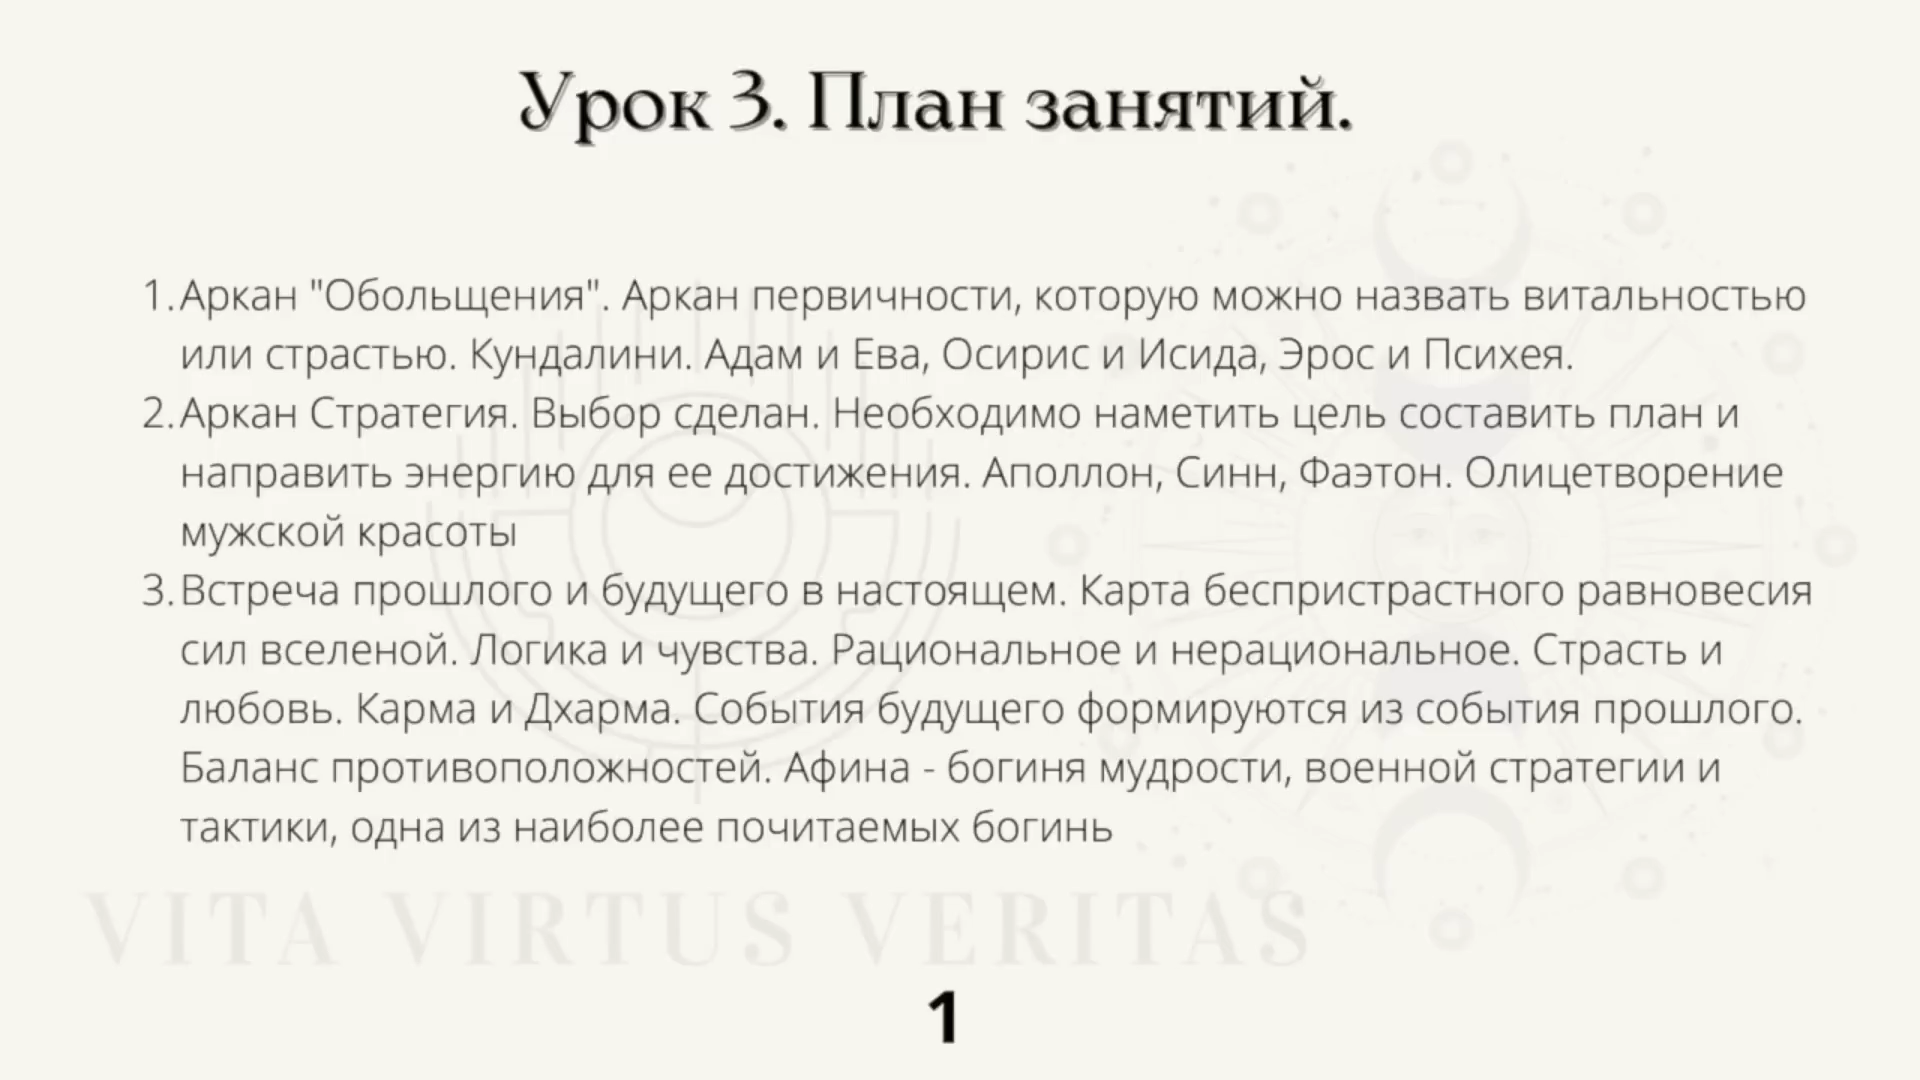 Урок 3. План занятий.
1. Аркан "Обольщения". Аркан первичности, которую можно назвать витальностью
или страстью. Кундалини. Адам и Ева, Осирис и Исида, Эрос и Психея.
2. Аркан Стратегия. Выбор сделан. Необходимо наметить цель составить план и
направить энергию для ее достижения. Аполлон, Синн, Фаэтон. Олицетворение
мужской красоты
3. Встреча прошлого и будущего в настоящем. Карта беспристрастного равновесия
сил вселеной. Логика и чувства. Рациональное и нерациональное. Страсть и
любовь. Карма и Дхарма. События будущего формируются из события прошлого.
Баланс противоположностей. Афина - богиня мудрости, военной стратегии и
тактики, одна из наиболее почитаемых богинь
VITA VIRTUS VERITAS
1